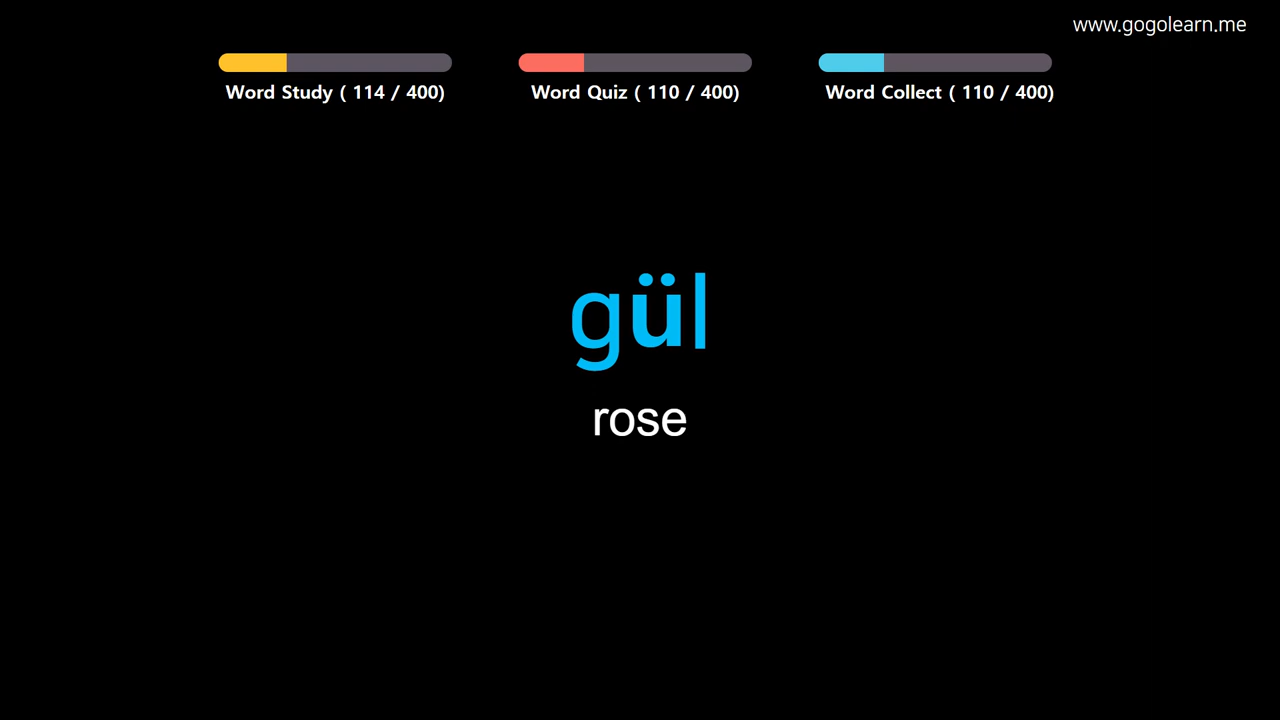 www.gogolearn.me
Word Study ( 114 / 400)
Word Quiz ( 110 / 400)
Word Collect ( 110 / 400)
gül
rose